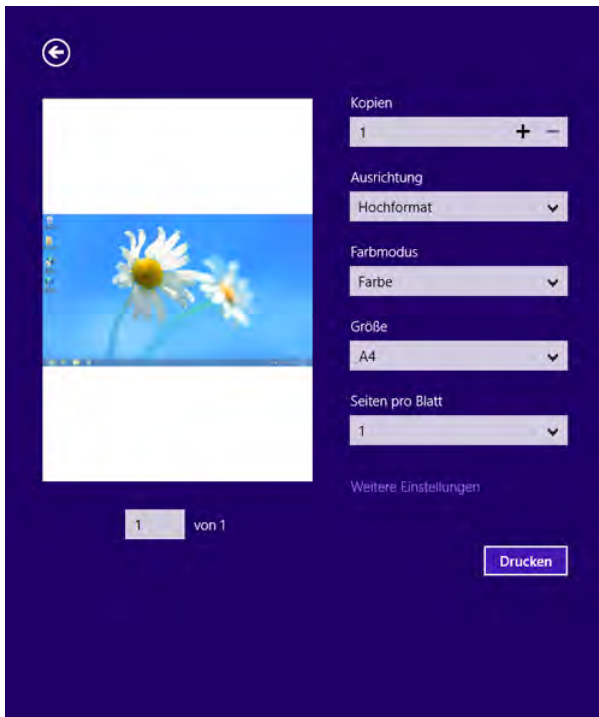 Kopien
1
Ausrichtung
Hochformat
Farbmodus
Farbe
Größe
A4
Seiten pro Blatt
1
Weitere Einstellungen
1 von 1
Drucken